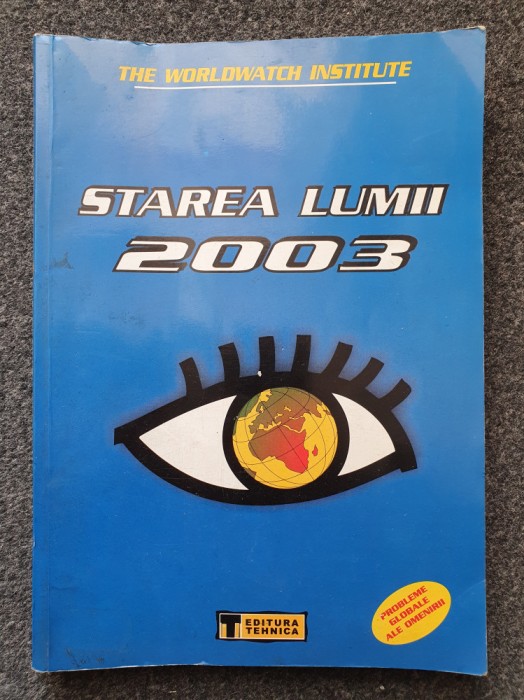 THE WORLDWATCH INSTITUTE
STAREA LUMII
2003
PROBLEME
GLOBALE
ALE OMENIRII
T EDITURA
TEHNICA